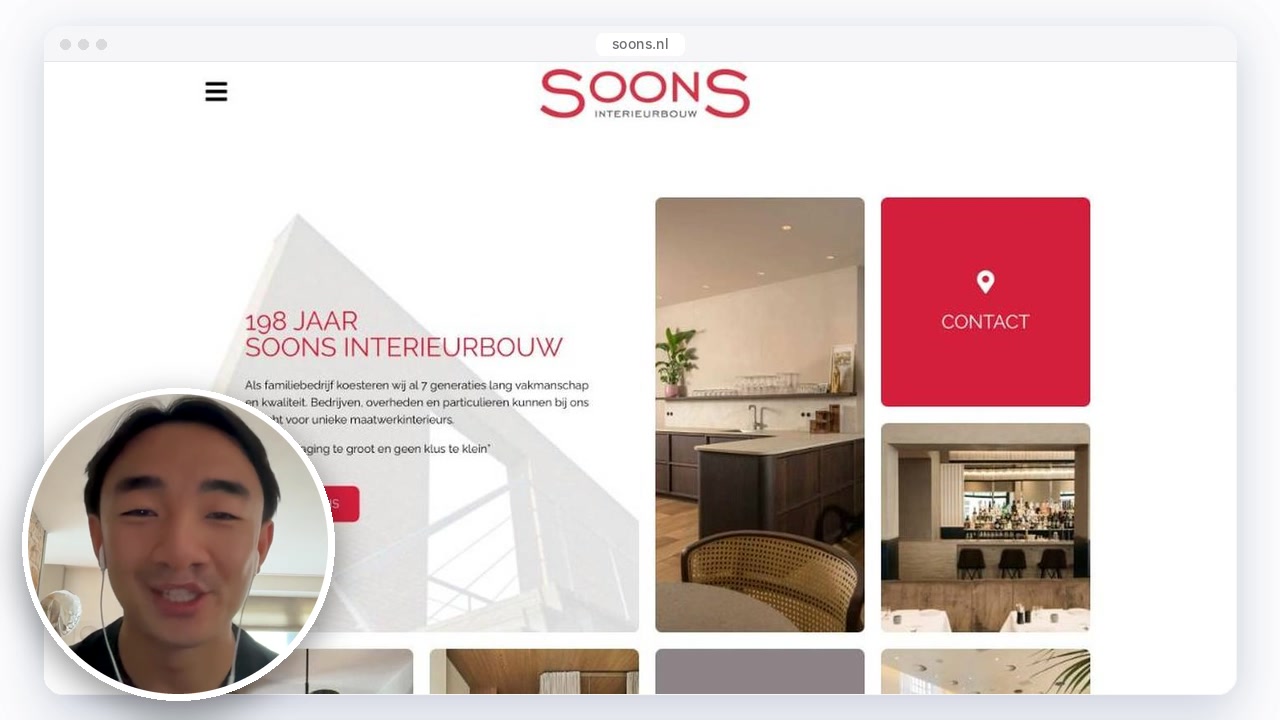 soons.nl
SOONS
INTERIEURBOUW
198 JAAR
SOONS INTERIEURBOUW
Als familiebedrijf koesteren wij al 7 generaties lang vakmanschap
en kwaliteit. Bedrijven, overheden en particulieren kunnen bij ons
voor unieke maatwerkinterieurs.
te groot en geen klus te klein"
CONTACT